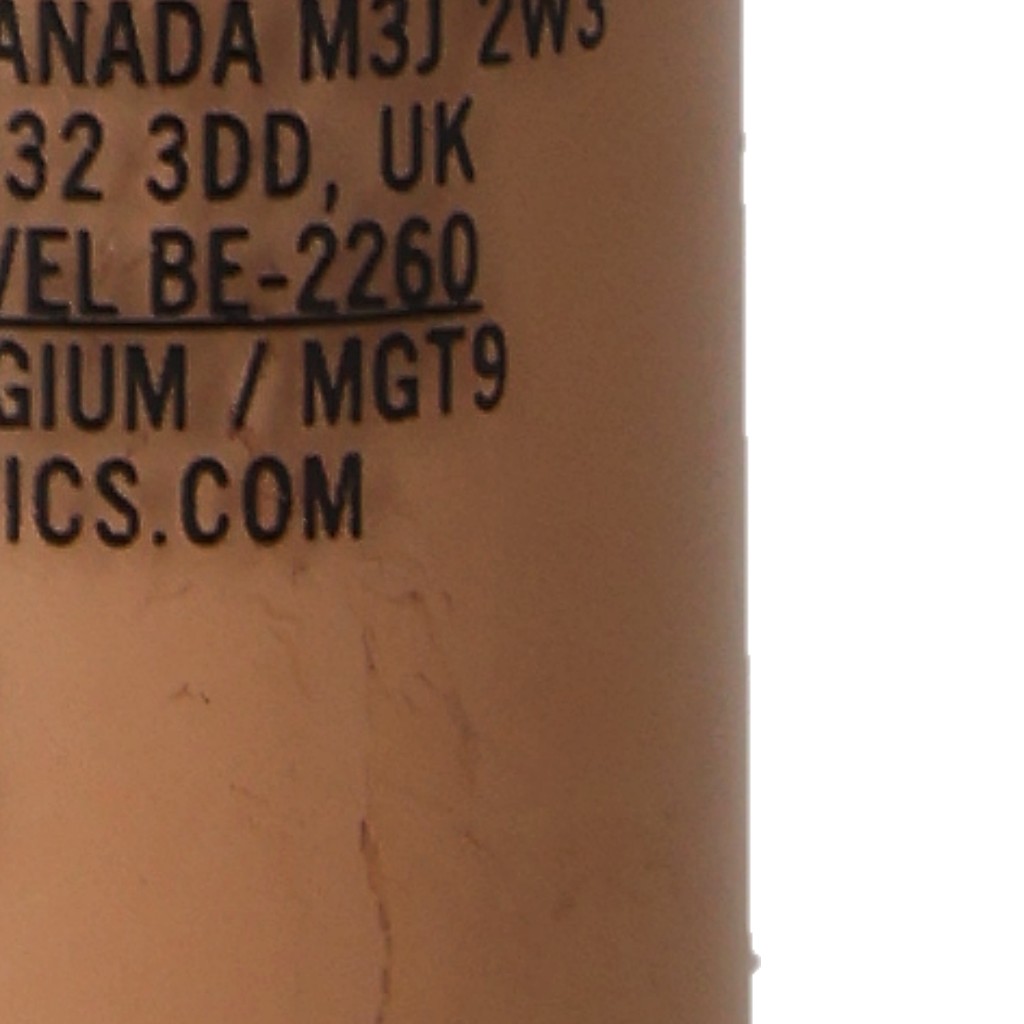 ANADA M3J 2W3
32 3DD, UK
VEL BE-2260
GIUM / MGT9
ICS.COM